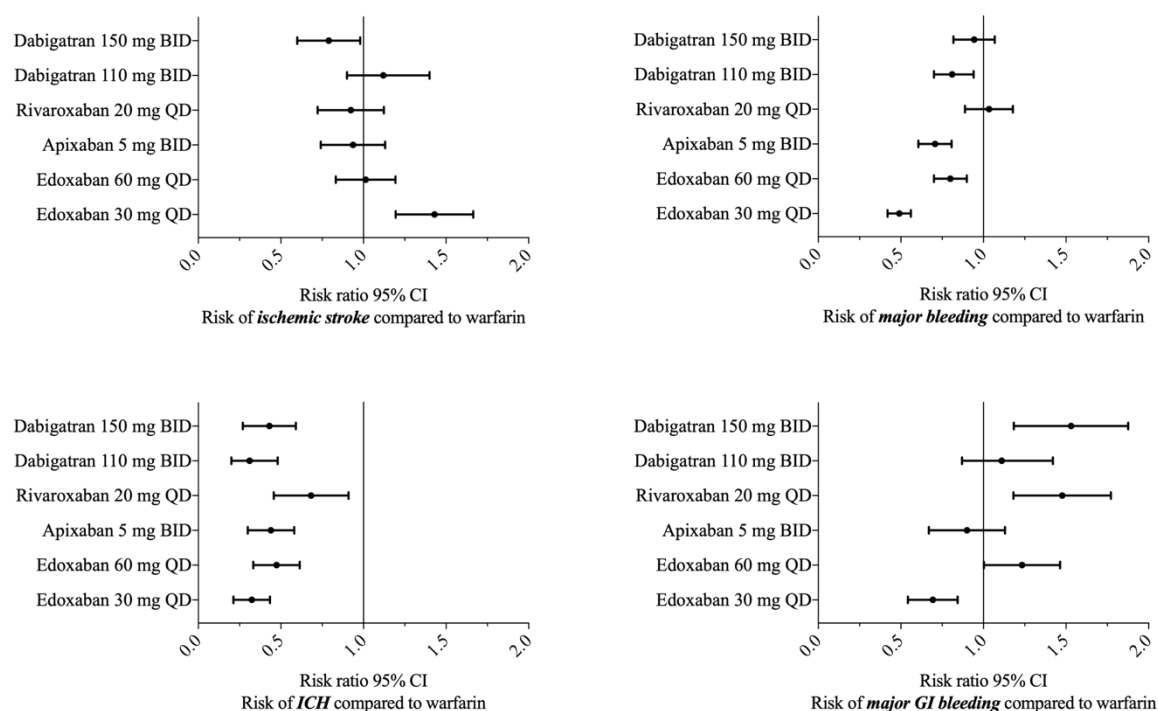 Dabigatran 150 mg BID
Dabigatran 110 mg BID
Rivaroxaban 20 mg QD
Apixaban 5 mg BID
Edoxaban 60 mg QD
Edoxaban 30 mg QD
0.0 0.5 1.0 1.5 2.0
Risk ratio 95% CI
Risk of ischemic stroke compared to warfarin
Dabigatran 150 mg BID
Dabigatran 110 mg BID
Rivaroxaban 20 mg QD
Apixaban 5 mg BID
Edoxaban 60 mg QD
Edoxaban 30 mg QD
0.0 0.5 1.0 1.5 2.0
Risk ratio 95% CI
Risk of major bleeding compared to warfarin
Dabigatran 150 mg BID
Dabigatran 110 mg BID
Rivaroxaban 20 mg QD
Apixaban 5 mg BID
Edoxaban 60 mg QD
Edoxaban 30 mg QD
0.0 0.5 1.0 1.5 2.0
Risk ratio 95% CI
Risk of ICH compared to warfarin
Dabigatran 150 mg BID
Dabigatran 110 mg BID
Rivaroxaban 20 mg QD
Apixaban 5 mg BID
Edoxaban 60 mg QD
Edoxaban 30 mg QD
0.0 0.5 1.0 1.5 2.0
Risk ratio 95% CI
Risk of major GI bleeding compared to warfarin